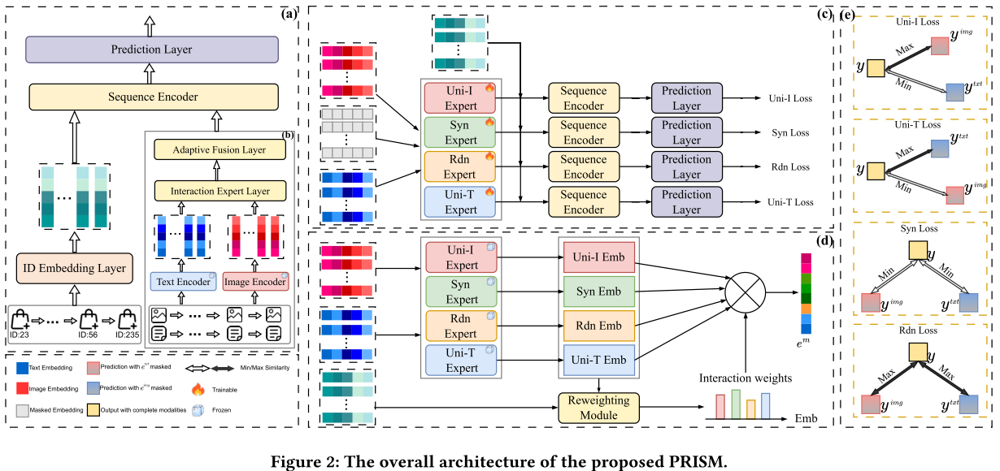 (a)
Prediction Layer
Sequence Encoder
(b)
Adaptive Fusion Layer
Interaction Expert Layer
ID Embedding Layer
Text Encoder
Image Encoder
ID:23
ID:56
ID:235
Text Embedding
Prediction with e^txt masked
Min/Max Similarity
Image Embedding
Prediction with e^img masked
Trainable
Masked Embedding
Output with complete modalities
Frozen
(c)
Uni-I
Expert
Sequence
Encoder
Prediction
Layer
Uni-I Loss
Syn
Expert
Sequence
Encoder
Prediction
Layer
Syn Loss
Rdn
Expert
Sequence
Encoder
Prediction
Layer
Rdn Loss
Uni-T
Expert
Sequence
Encoder
Prediction
Layer
Uni-T Loss
(d)
Uni-I
Expert
Uni-I Emb
Syn
Expert
Syn Emb
Rdn
Expert
Rdn Emb
Uni-T
Expert
Uni-T Emb
e^m
Interaction weights
Reweighting
Module
Emb
(e)
Uni-I Loss
y^img
Max
y
Min
y^txt
Uni-T Loss
y^txt
Max
y
Min
y^img
Syn Loss
y
Min
Min
y^img
y^txt
Rdn Loss
y
Max
Max
y^img
y^txt
Figure 2: The overall architecture of the proposed PRISM.